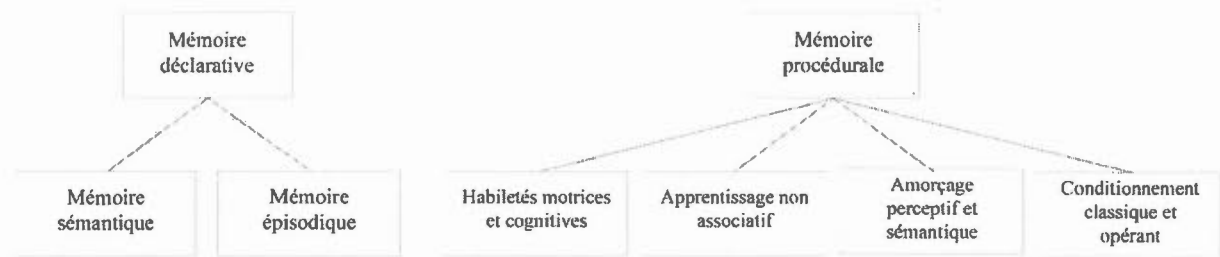 Mémoire
déclarative
Mémoire
procédurale
Mémoire
sémantique
Mémoire
épisodique
Habiletés motrices
et cognitives
Apprentissage non
associatif
Amorçage
perceptif et
sémantique
Conditionnement
classique et
opérant